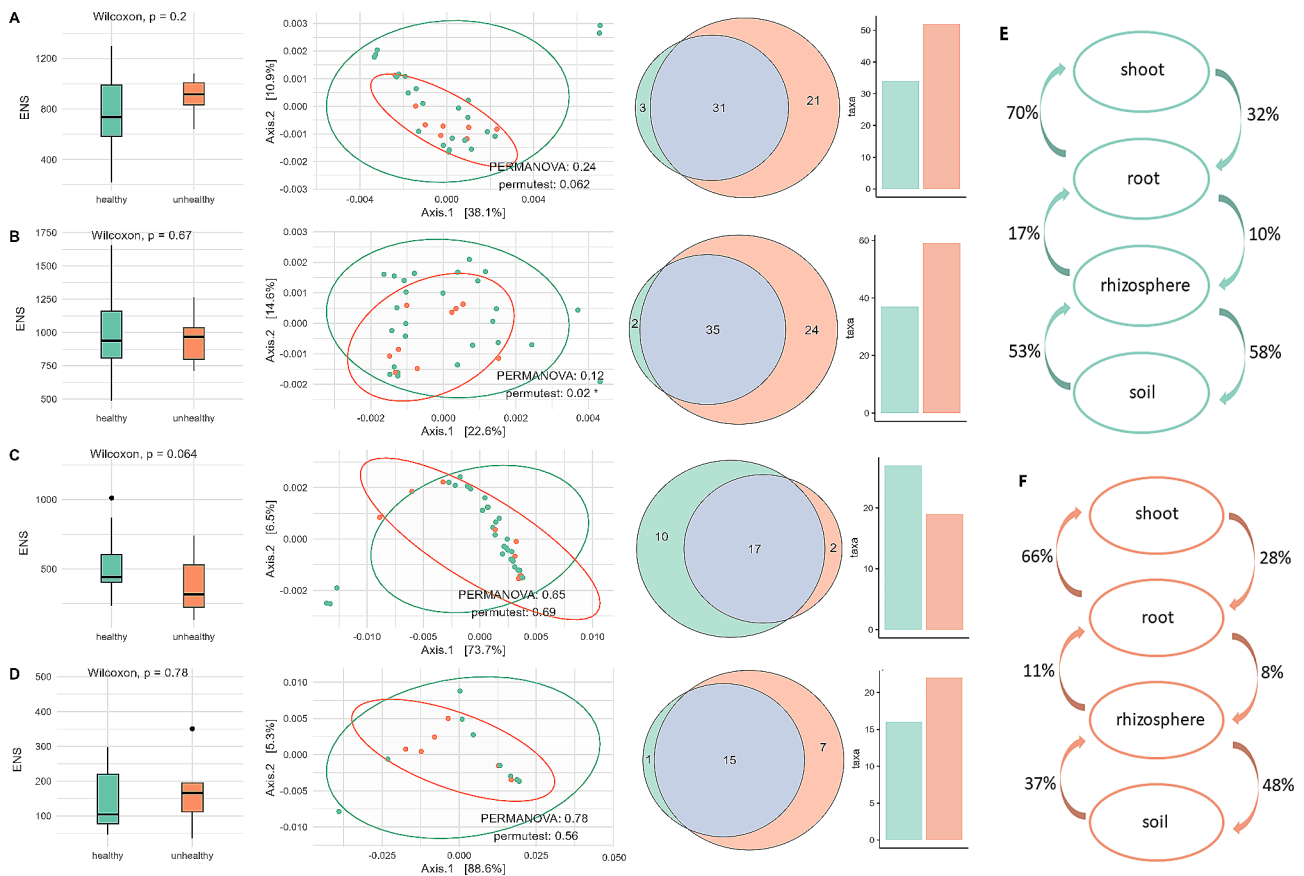 A
Wilcoxon, p = 0.2
ENS
1200
800
400
healthy
unhealthy
Axis.2 [10.9%]
0.003
0.002
0.001
0.000
-0.001
-0.002
-0.003
PERMANOVA: 0.24
permutest: 0.062
-0.004
0.000
0.004
Axis.1 [38.1%]
3
31
21
taxa
50
40
30
20
10
0
B
Wilcoxon, p = 0.67
ENS
1750
1500
1250
1000
750
500
healthy
unhealthy
Axis.2 [14.6%]
0.003
0.002
0.001
0.000
-0.001
-0.002
PERMANOVA: 0.12
permutest: 0.02 *
-0.002
0.000
0.002
0.004
Axis.1 [22.6%]
2
35
24
taxa
60
40
20
0
C
Wilcoxon, p = 0.064
ENS
1000
500
healthy
unhealthy
Axis.2 [6.5%]
0.002
0.000
-0.002
PERMANOVA: 0.65
permutest: 0.69
-0.010
-0.005
0.000
0.005
0.010
Axis.1 [73.7%]
10
17
2
taxa
20
10
0
D
Wilcoxon, p = 0.78
ENS
500
400
300
200
100
healthy
unhealthy
Axis.2 [5.3%]
0.010
0.005
0.000
-0.005
-0.010
PERMANOVA: 0.78
permutest: 0.56
-0.025
0.000
0.025
0.050
Axis.1 [88.6%]
1
15
7
taxa
20
15
10
5
0
E
shoot
70%
32%
root
17%
10%
rhizosphere
53%
58%
soil
F
shoot
66%
28%
root
11%
8%
rhizosphere
37%
48%
soil